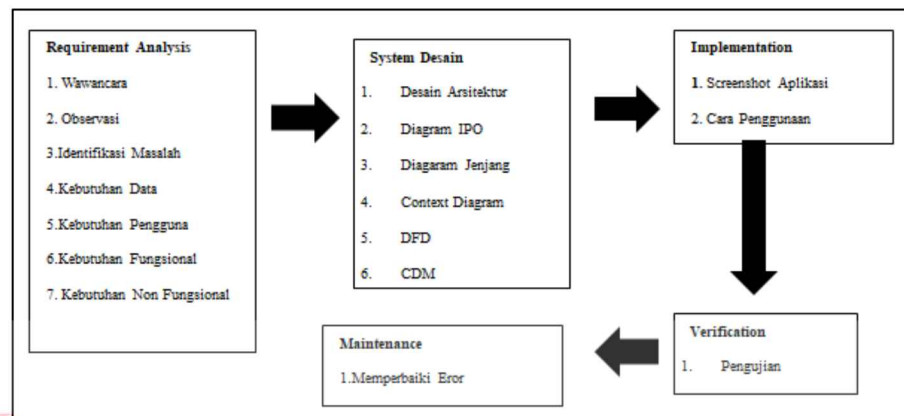 Requirement Analysis
1. Wawancara
2. Observasi
3.Identifikasi Masalah
4.Kebutuhan Data
5.Kebutuhan Pengguna
6.Kebutuhan Fungsional
7. Kebutuhan Non Fungsional
System Desain
1. Desain Arsitektur
2. Diagram IPO
3. Diagaram Jenjang
4. Context Diagram
5. DFD
6. CDM
Implementation
1. Screenshot Aplikasi
2. Cara Penggunaan
Verification
1. Pengujian
Maintenance
1.Memperbaiki Eror